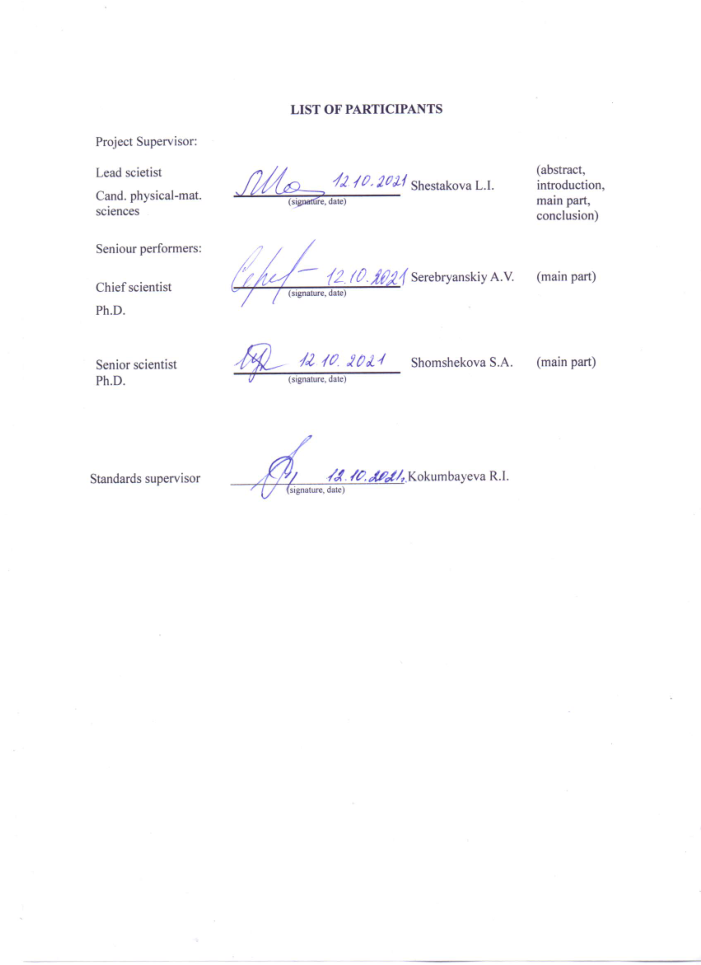 LIST OF PARTICIPANTS
Project Supervisor:
Lead scietist
Cand. physical-mat.
sciences
12.10.2021 Shestakova L.I.
(signature, date)
(abstract,
introduction,
main part,
conclusion)
Seniour performers:
Chief scientist
Ph.D.
12.10.2021 Serebryanskiy A.V. (main part)
(signature, date)
Senior scientist
Ph.D.
12 10. 2021 Shomshekova S.A. (main part)
(signature, date)
Standards supervisor 12.10.2021, Kokumbayeva R.I.
(signature, date)